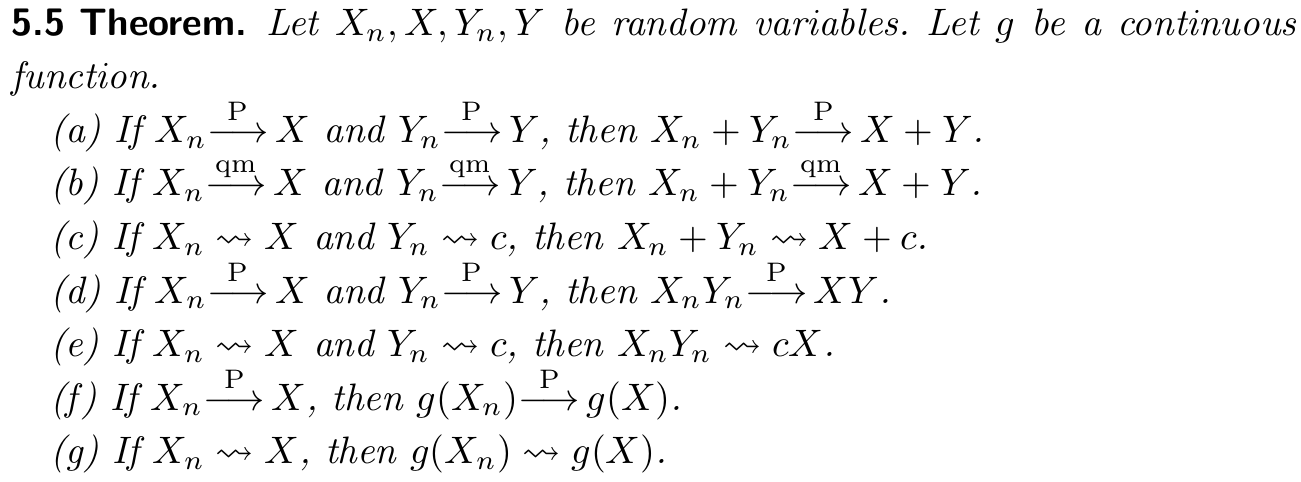 5.5 Theorem. Let Xₙ, X, Yₙ, Y be random variables. Let g be a continuous
function.
(a) If Xₙ —P→ X and Yₙ —P→ Y, then Xₙ + Yₙ —P→ X + Y.
(b) If Xₙ —qm→ X and Yₙ —qm→ Y, then Xₙ + Yₙ —qm→ X + Y.
(c) If Xₙ ⇝ X and Yₙ ⇝ c, then Xₙ + Yₙ ⇝ X + c.
(d) If Xₙ —P→ X and Yₙ —P→ Y, then XₙYₙ —P→ XY.
(e) If Xₙ ⇝ X and Yₙ ⇝ c, then XₙYₙ ⇝ cX.
(f) If Xₙ —P→ X, then g(Xₙ) —P→ g(X).
(g) If Xₙ ⇝ X, then g(Xₙ) ⇝ g(X).